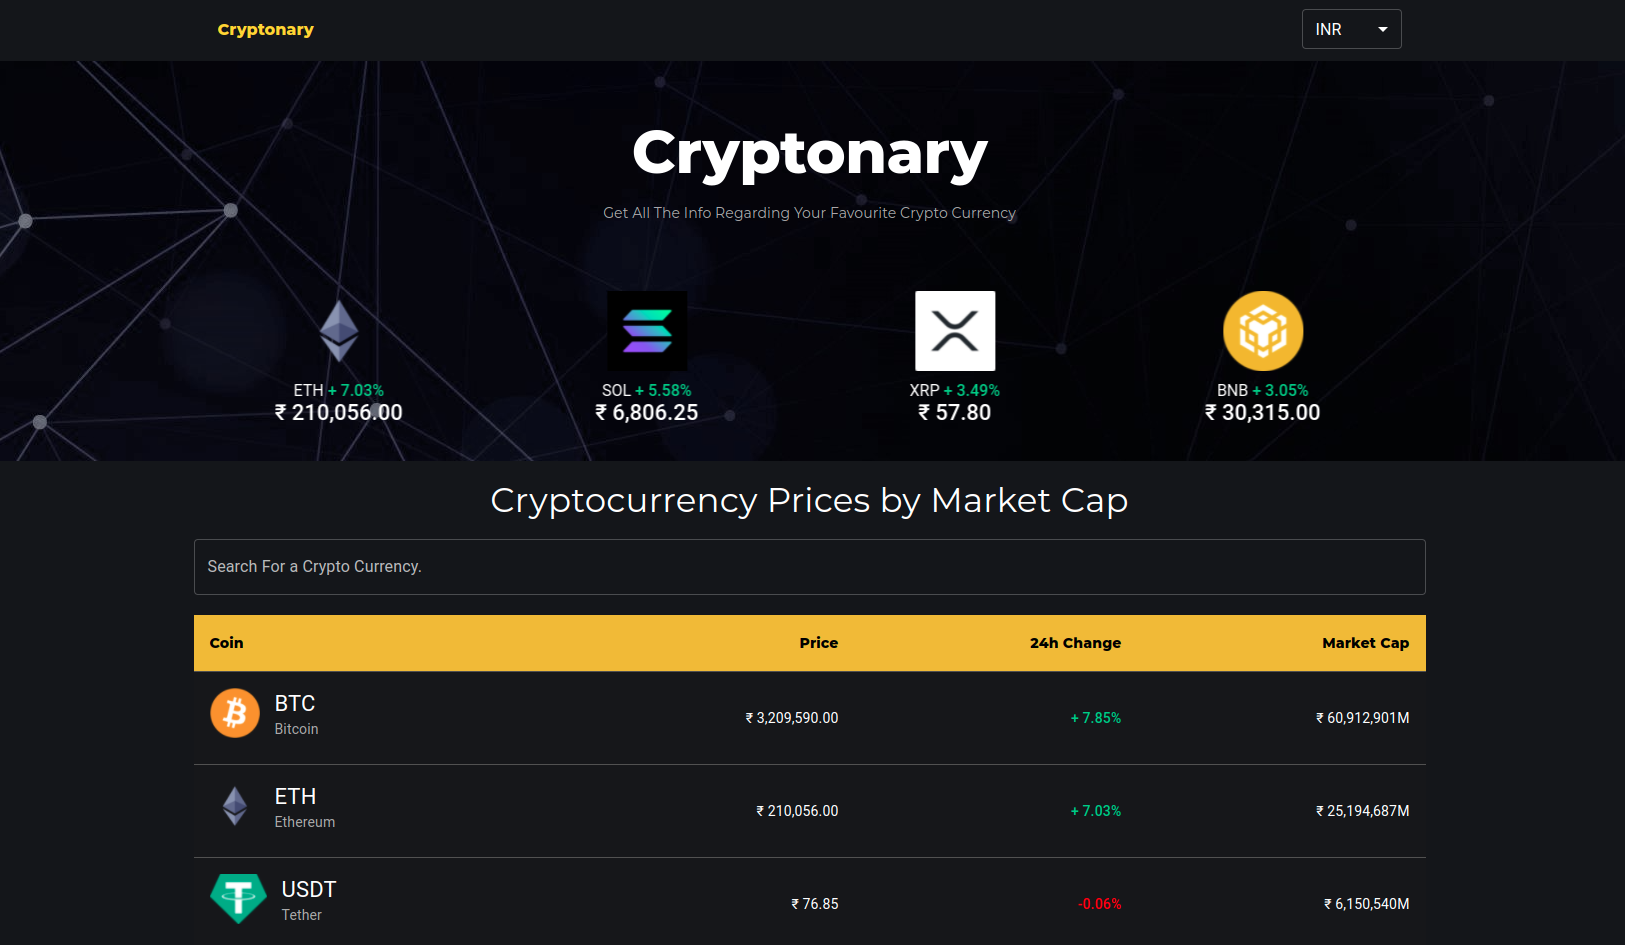 Cryptonary
INR
Cryptonary
Get All The Info Regarding Your Favourite Crypto Currency
ETH + 7.03%
₹ 210,056.00
SOL + 5.58%
₹ 6,806.25
XRP + 3.49%
₹ 57.80
BNB + 3.05%
₹ 30,315.00
Cryptocurrency Prices by Market Cap
Search For a Crypto Currency.
Coin Price 24h Change Market Cap
BTC
Bitcoin
₹ 3,209,590.00 + 7.85% ₹ 60,912,901M
ETH
Ethereum
₹ 210,056.00 + 7.03% ₹ 25,194,687M
USDT
Tether
₹ 76.85 -0.06% ₹ 6,150,540M